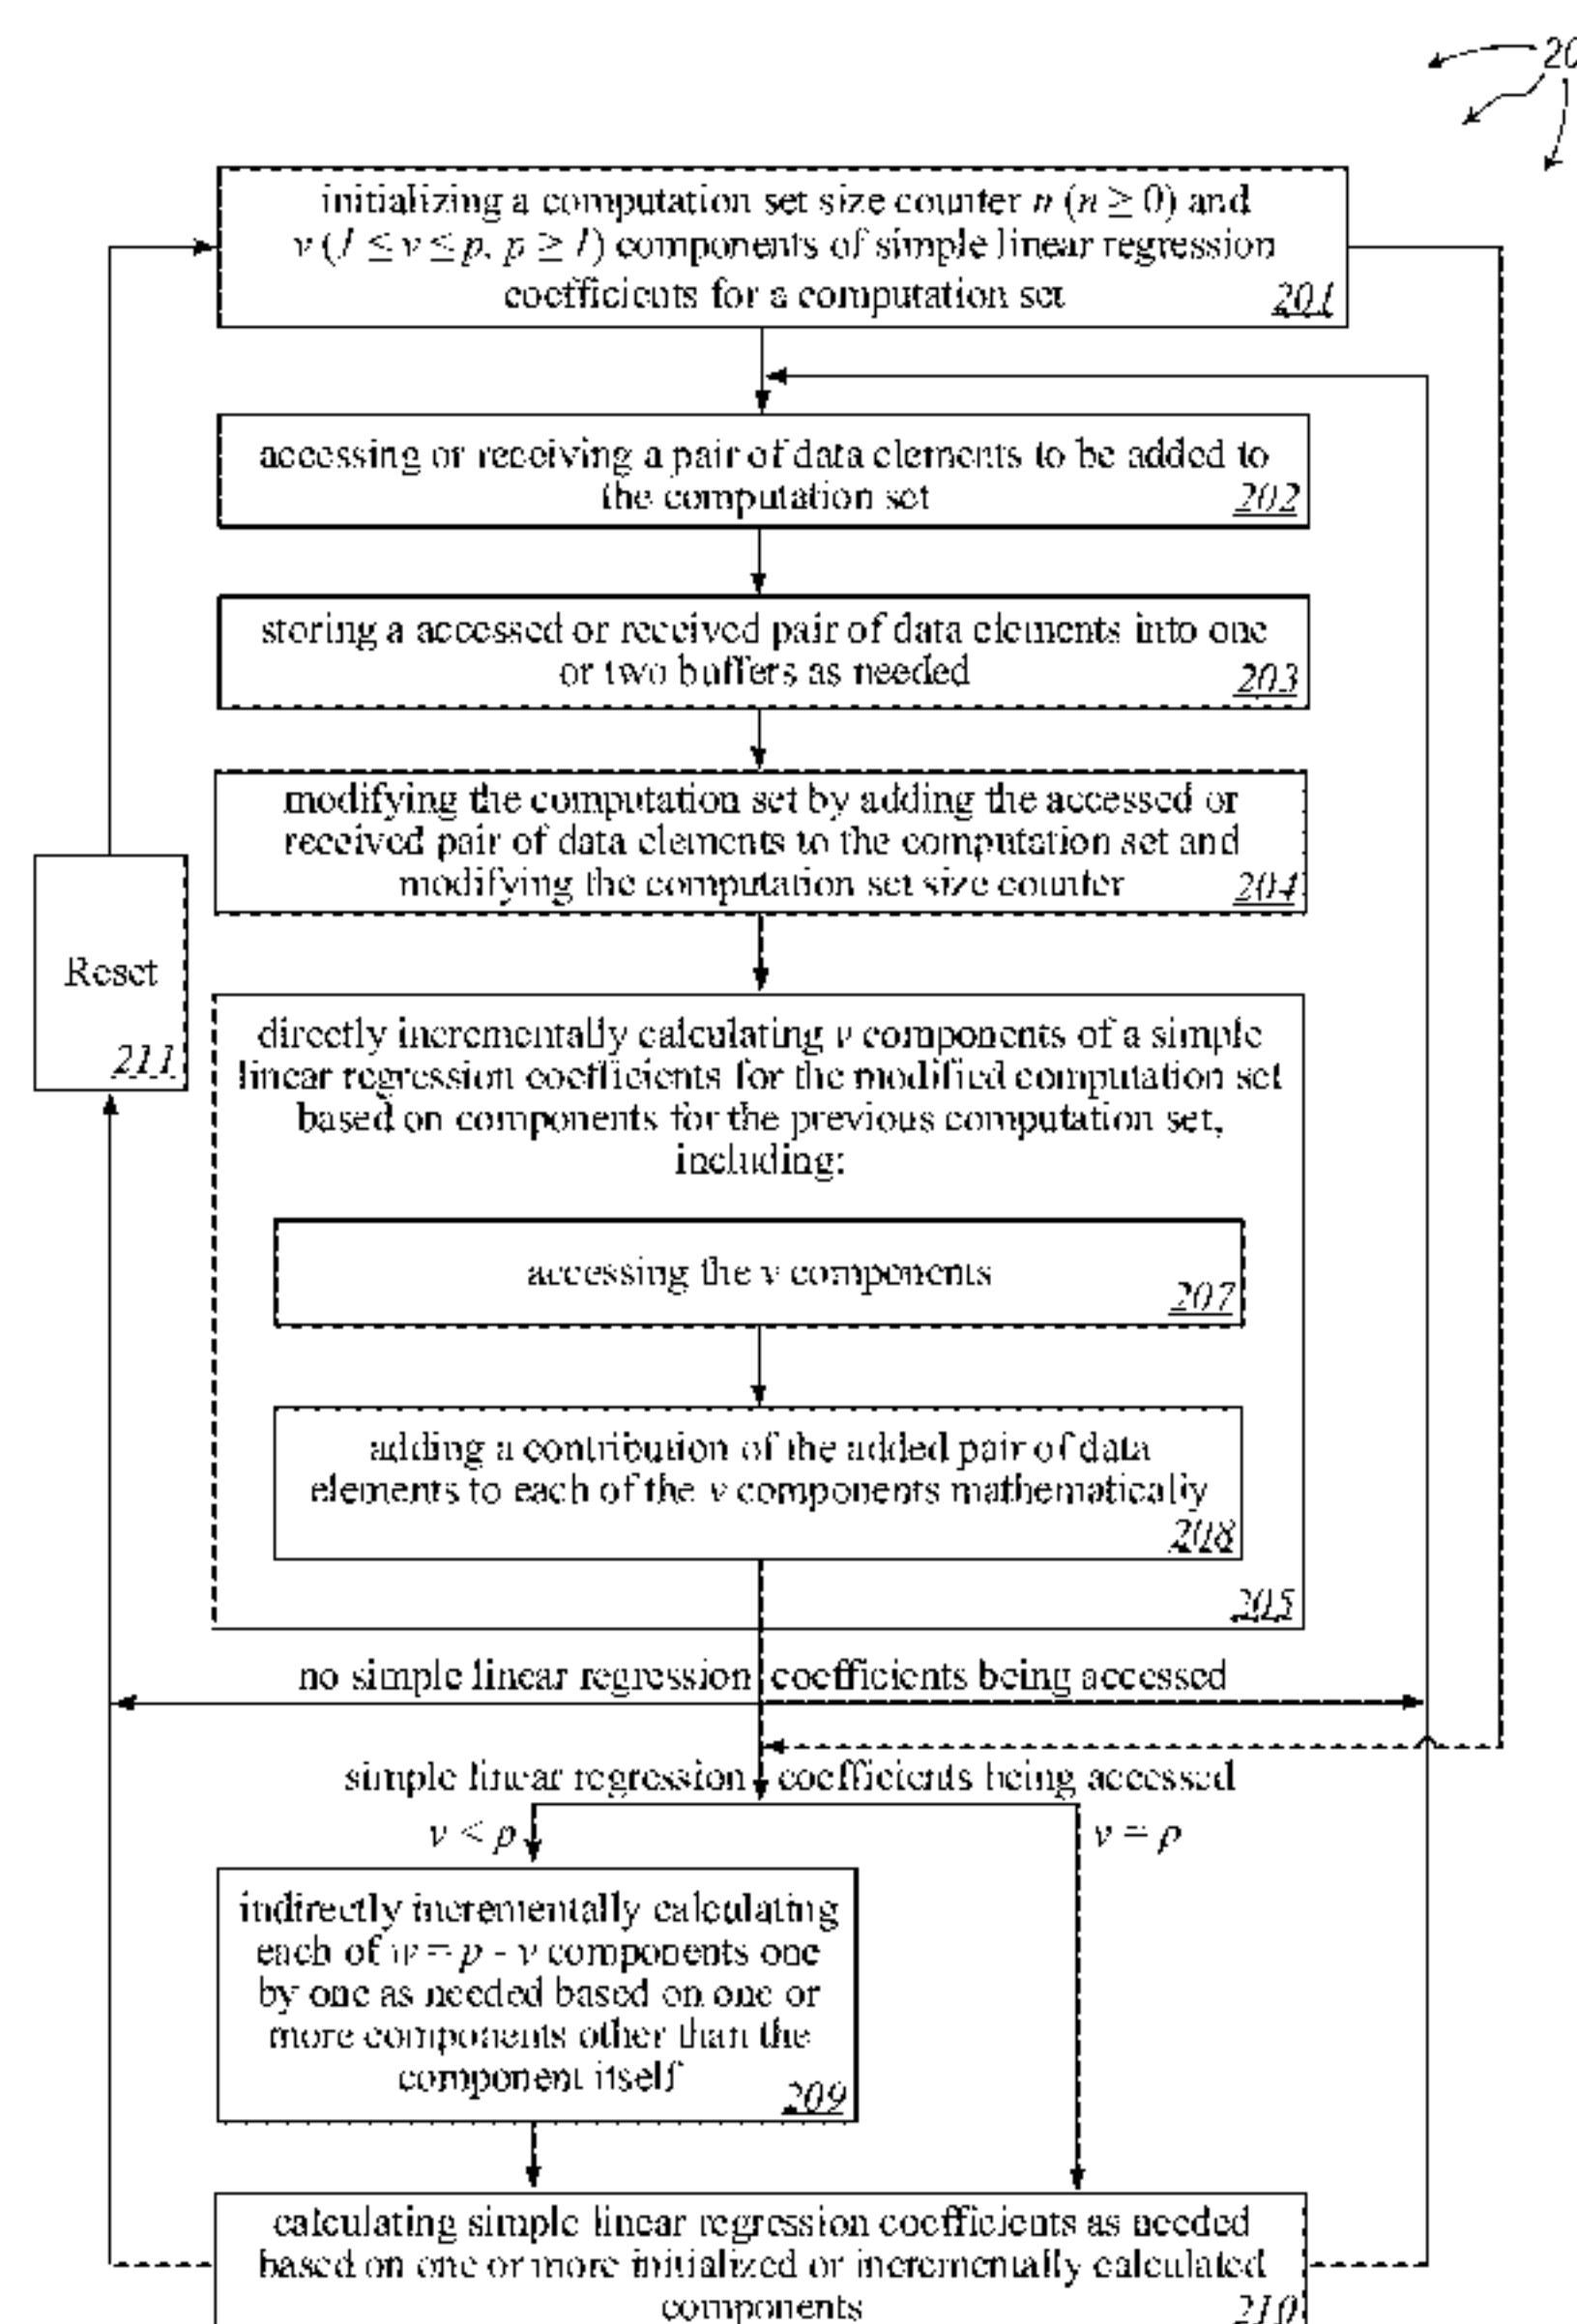 20
initializing a computation set size counter n (n ≥ 0) and
v (1 ≤ v ≤ p, p ≥ 1) components of simple linear regression
coefficients for a computation set
201
accessing or receiving a pair of data elements to be added to
the computation set
202
storing a accessed or received pair of data elements into one
or two buffers as needed
203
modifying the computation set by adding the accessed or
received pair of data elements to the computation set and
modifying the computation set size counter
204
Reset
211
directly incrementally calculating v components of a simple
linear regression coefficients for the modified computation set
based on components for the previous computation set,
including:
accessing the v components
207
adding a contribution of the added pair of data
elements to each of the v components mathematically
208
205
no simple linear regression coefficients being accessed
simple linear regression coefficients being accessed
v < p
v = p
indirectly incrementally calculating
each of w = p - v components one
by one as needed based on one or
more components other than the
component itself
209
calculating simple linear regression coefficients as needed
based on one or more initialized or incrementally calculated
components
210